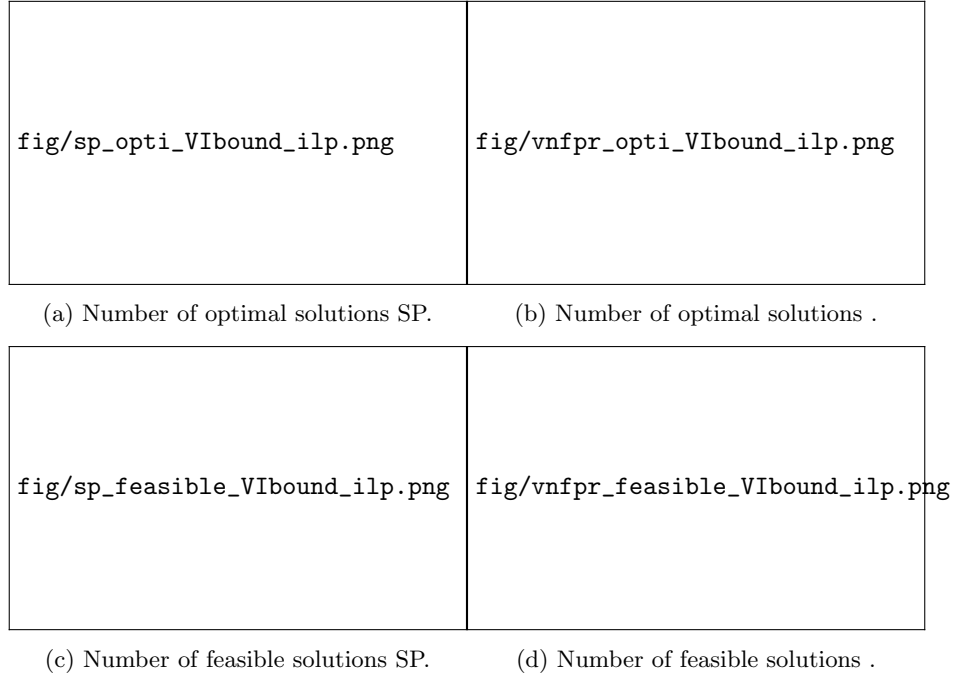 fig/sp_opti_VIbound_ilp.png
fig/vnfpr_opti_VIbound_ilp.png
(a) Number of optimal solutions SP.
(b) Number of optimal solutions .
fig/sp_feasible_VIbound_ilp.png
fig/vnfpr_feasible_VIbound_ilp.png
(c) Number of feasible solutions SP.
(d) Number of feasible solutions .